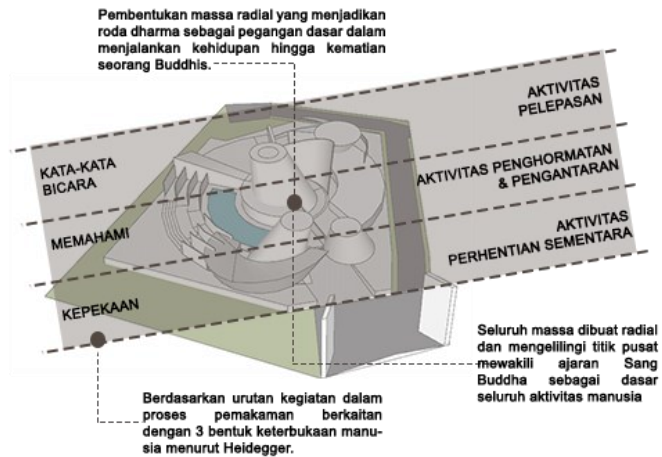 Pembentukan massa radial yang menjadikan
roda dharma sebagai pegangan dasar dalam
menjalankan kehidupan hingga kematian
seorang Buddhis.
AKTIVITAS
PELEPASAN
KATA-KATA
BICARA
AKTIVITAS PENGHORMATAN
& PENGANTARAN
MEMAHAMI
AKTIVITAS
PERHENTIAN SEMENTARA
KEPEKAAN
Seluruh massa dibuat radial
dan mengelilingi titik pusat
mewakili ajaran Sang
Buddha sebagai dasar
seluruh aktivitas manusia
Berdasarkan urutan kegiatan dalam
proses pemakaman berkaitan
dengan 3 bentuk keterbukaan manu-
sia menurut Heidegger.